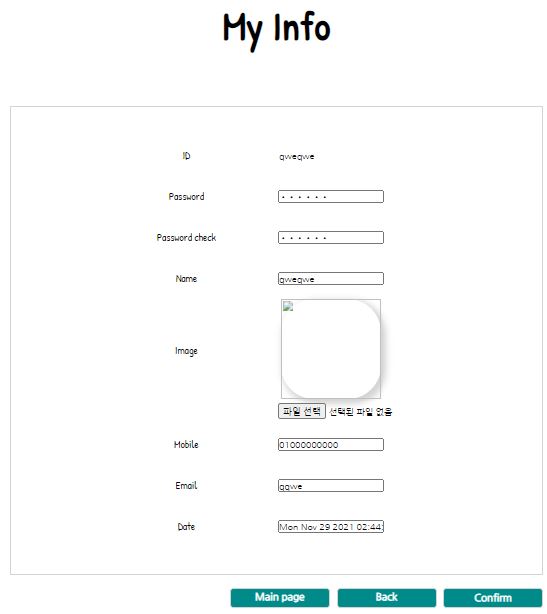 My Info
ID qweqwe
Password ••••••
Password check ••••••
Name qweqwe
Image
파일 선택 선택된 파일 없음
Mobile 01000000000
Email qqwe
Date Mon Nov 29 2021 02:44:
Main page Back Confirm